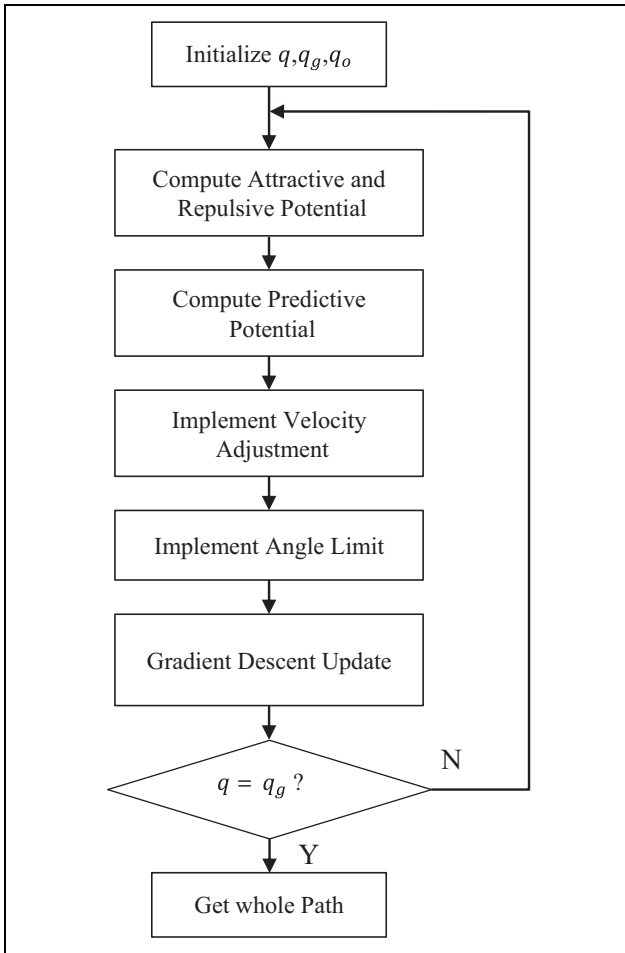 Initialize q,q_g,q_o
Compute Attractive and
Repulsive Potential
Compute Predictive
Potential
Implement Velocity
Adjustment
Implement Angle Limit
Gradient Descent Update
q = q_g ?
N
Y
Get whole Path